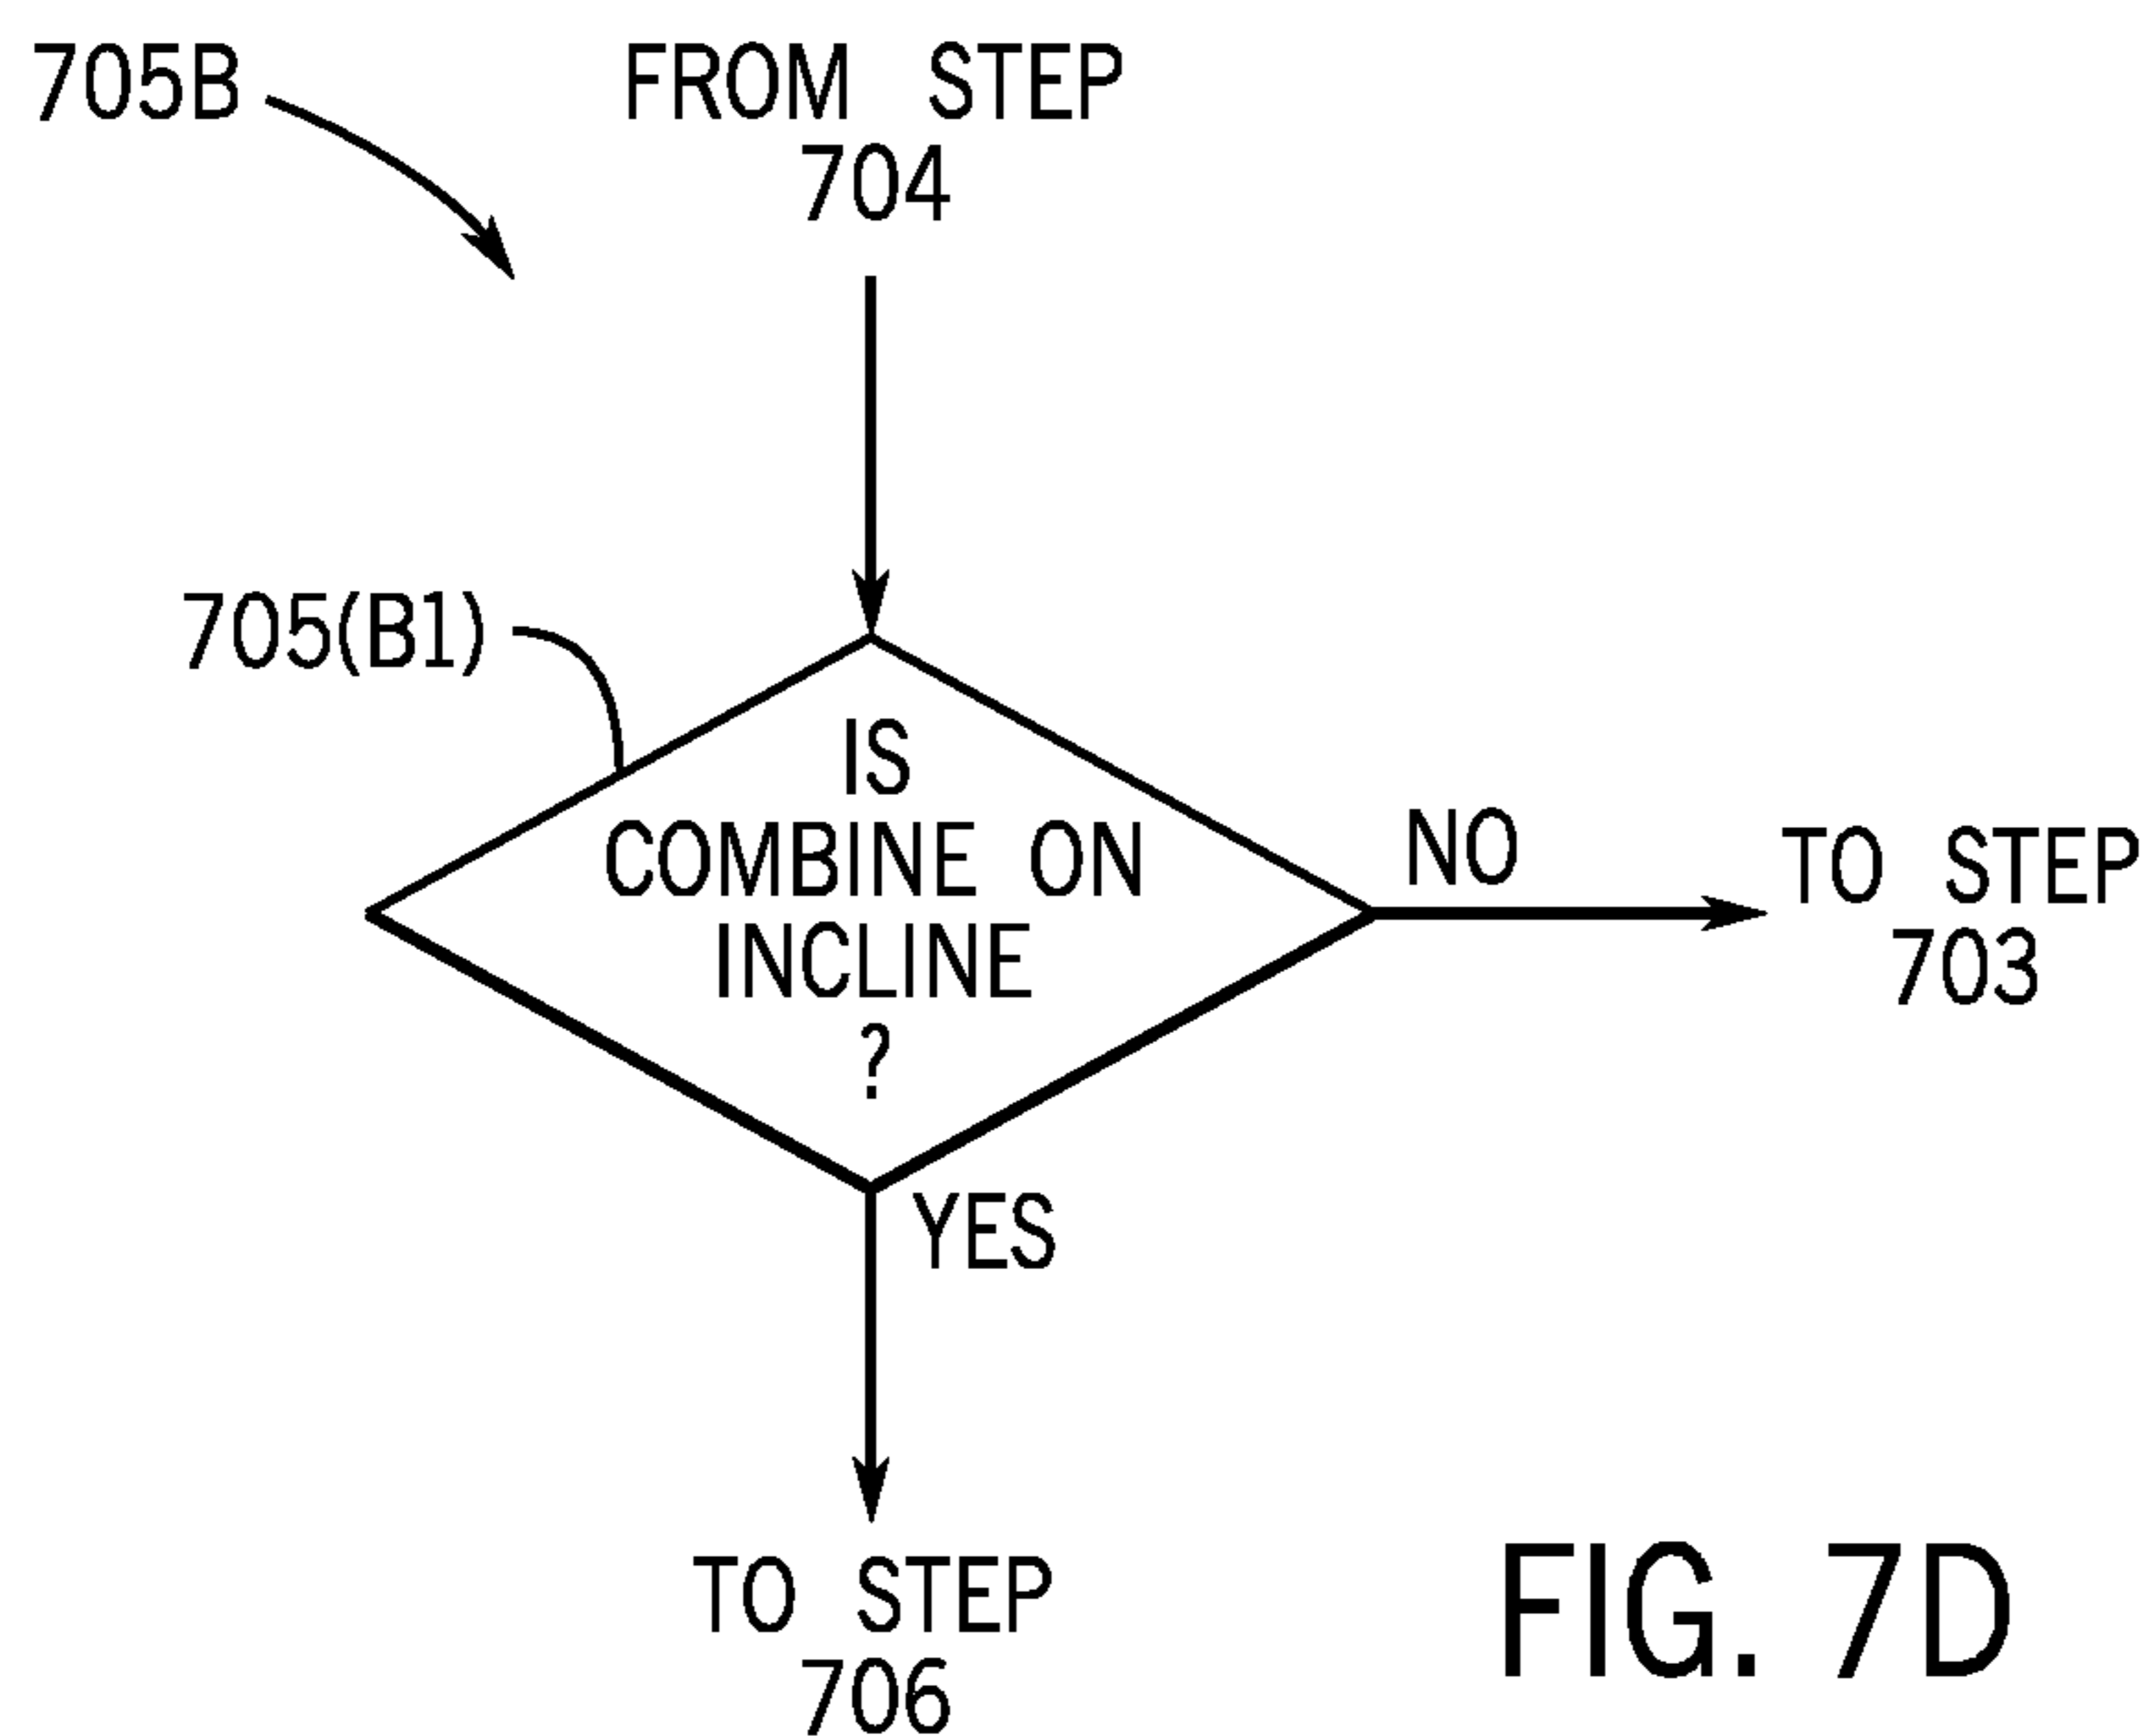 705B
FROM STEP
704
705(B1)
IS
COMBINE ON
INCLINE
?
NO
TO STEP
703
YES
TO STEP
706
FIG. 7D